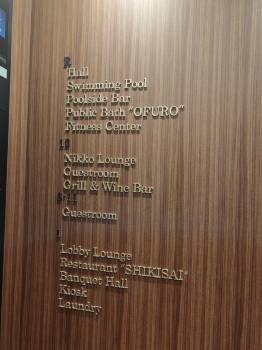 R
Hall
Swimming Pool
Poolside Bar
Public Bath "OFURO"
Fitness Center
Nikko Lounge
Guestroom
Grill & Wine Bar
Guestroom
1
Lobby Lounge
Restaurant "SHIKISAI"
Banquet Hall
Kiosk
Laundry